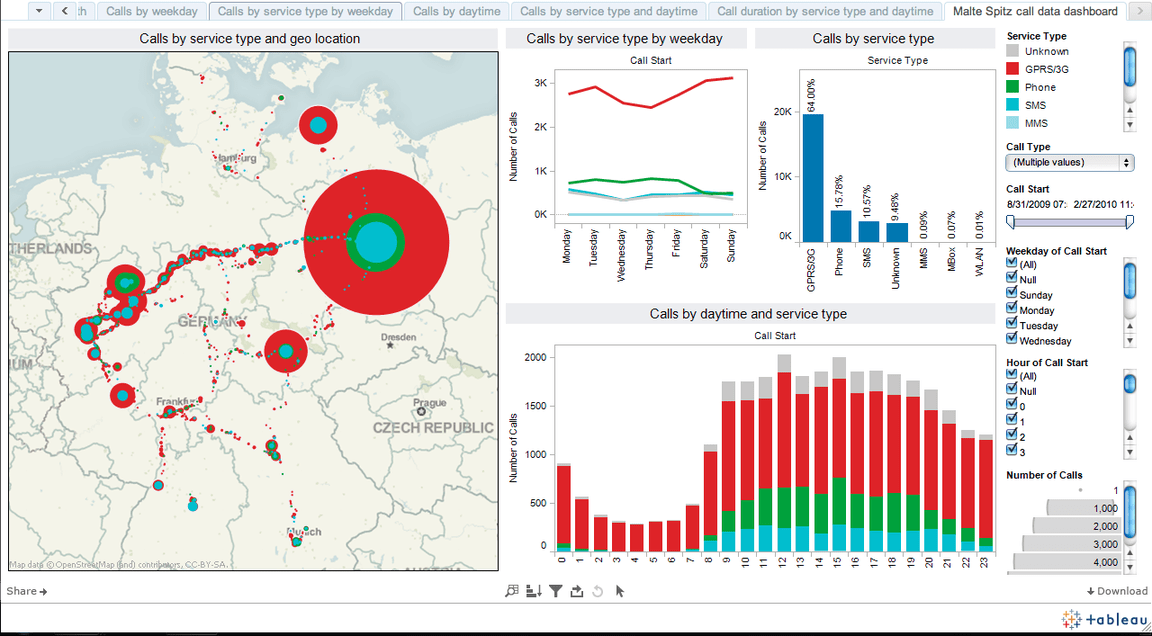 th
Calls by weekday
Calls by service type by weekday
Calls by daytime
Calls by service type and daytime
Call duration by service type and daytime
Malte Spitz call data dashboard
Calls by service type and geo location
Hamburg
THERLANDS
GERMANY
UM
Dresden
Prague
Frankfu
CZECH REPUBLIC
Map data © OpenStreetMap (and) contributors, CC-BY-SA.
Calls by service type by weekday
Call Start
Number of Calls
3K
2K
1K
0K
Monday
Tuesday
Wednesday
Thursday
Friday
Saturday
Sunday
Calls by service type
Service Type
Number of Calls
20K
10K
0K
64.00%
15.78%
10.57%
9.48%
0.09%
0.07%
0.01%
GPRS/3G
Phone
SMS
Unknown
MMS
MBox
WLAN
Calls by daytime and service type
Call Start
Number of Calls
2000
1500
1000
500
0
0
1
2
3
4
5
6
7
8
9
10
11
12
13
14
15
16
17
18
19
20
21
22
23
Service Type
Unknown
GPRS/3G
Phone
SMS
MMS
Call Type
(Multiple values)
Call Start
8/31/2009 07: 2/27/2010 11:
Weekday of Call Start
(All)
Null
Sunday
Monday
Tuesday
Wednesday
Hour of Call Start
(All)
Null
0
1
2
3
Number of Calls
1
1,000
2,000
3,000
4,000
Share
Download
+ableau